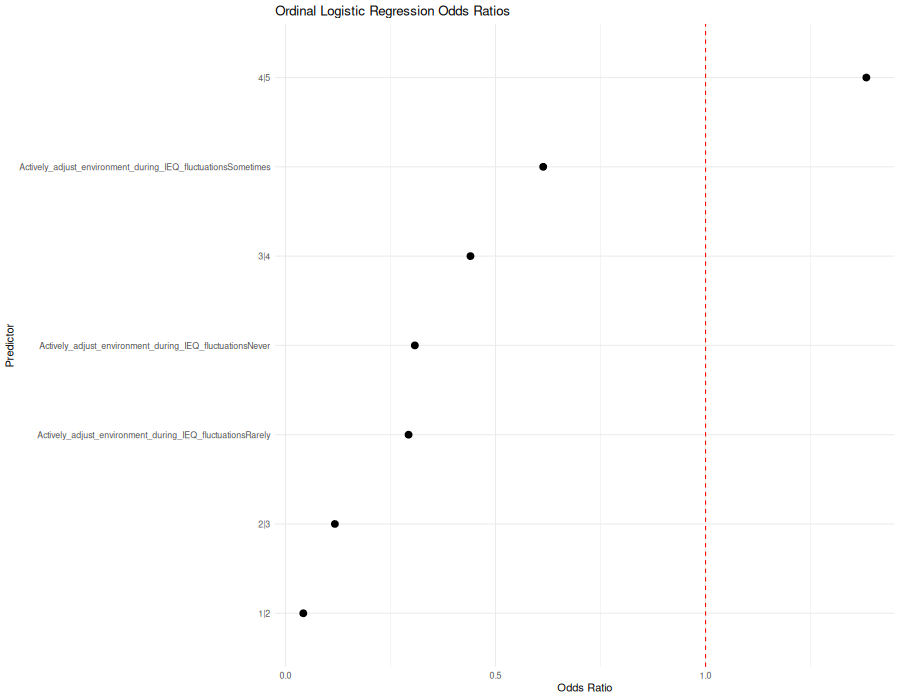 Ordinal Logistic Regression Odds Ratios
4|5
Actively_adjust_environment_during_IEQ_fluctuationsSometimes
3|4
Actively_adjust_environment_during_IEQ_fluctuationsNever
Predictor
Actively_adjust_environment_during_IEQ_fluctuationsRarely
2|3
1|2
0.0
0.5
1.0
Odds Ratio